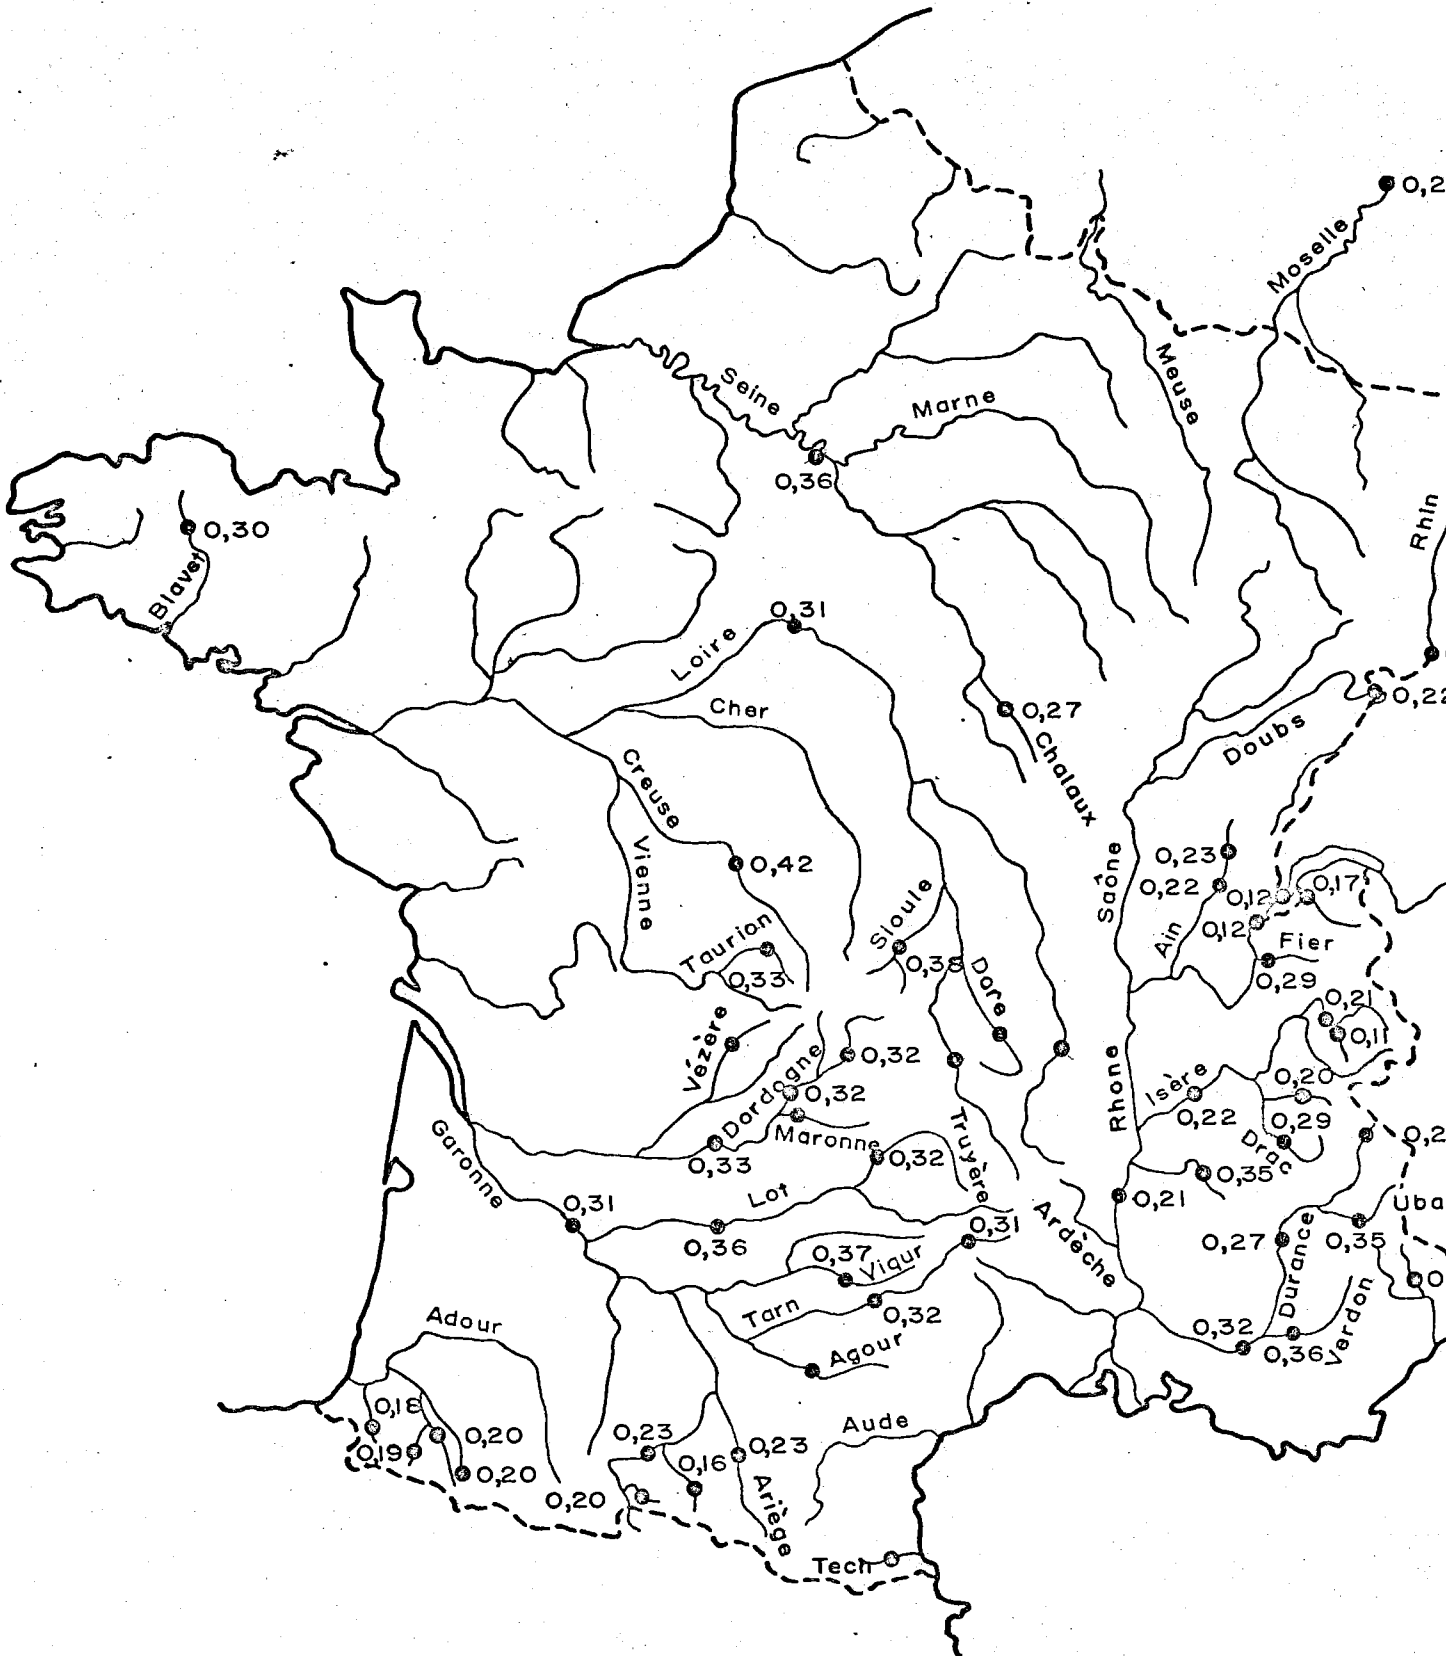 0,2
Moselle
Meuse
Seine
Marne
0,36
Rhin
0,30
Blavet
0,31
Loire
Cher
0,27
Chalaux
0,22
Doubs
Creuse
Vienne
0,42
Saône
0,23
0,22
0,12
0,17
0,12
Ain
Fier
0,29
Sioule
0,38
Dore
Taurion
0,33
Vézère
0,21
0,11
Dordogne
0,32
0,32
Isère
0,20
0,22
Rhone
0,29
Drac
0,2
Maronne
0,33
0,32
Truyère
0,35
Garonne
Lot
0,21
Uba
0,31
0,36
0,31
Ardèche
0,27
Durance
0,35
0,37
Viaur
Tarn
0,32
Verdon
0
Adour
Agour
0,32
0,36
0,18
0,19
0,20
0,20
0,23
0,16
0,23
Aude
0,20
Ariège
Tech